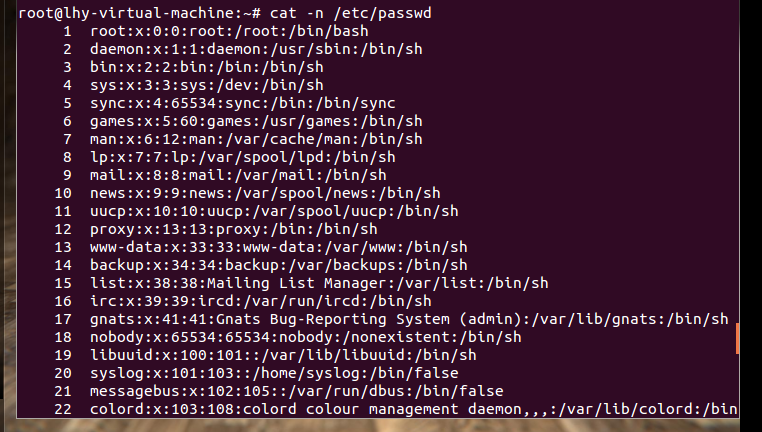 root@lhy-virtual-machine:~# cat -n /etc/passwd
1 root:x:0:0:root:/root:/bin/bash
2 daemon:x:1:1:daemon:/usr/sbin:/bin/sh
3 bin:x:2:2:bin:/bin:/bin/sh
4 sys:x:3:3:sys:/dev:/bin/sh
5 sync:x:4:65534:sync:/bin:/bin/sync
6 games:x:5:60:games:/usr/games:/bin/sh
7 man:x:6:12:man:/var/cache/man:/bin/sh
8 lp:x:7:7:lp:/var/spool/lpd:/bin/sh
9 mail:x:8:8:mail:/var/mail:/bin/sh
10 news:x:9:9:news:/var/spool/news:/bin/sh
11 uucp:x:10:10:uucp:/var/spool/uucp:/bin/sh
12 proxy:x:13:13:proxy:/bin:/bin/sh
13 www-data:x:33:33:www-data:/var/www:/bin/sh
14 backup:x:34:34:backup:/var/backups:/bin/sh
15 list:x:38:38:Mailing List Manager:/var/list:/bin/sh
16 irc:x:39:39:ircd:/var/run/ircd:/bin/sh
17 gnats:x:41:41:Gnats Bug-Reporting System (admin):/var/lib/gnats:/bin/sh
18 nobody:x:65534:65534:nobody:/nonexistent:/bin/sh
19 libuuid:x:100:101::/var/lib/libuuid:/bin/sh
20 syslog:x:101:103::/home/syslog:/bin/false
21 messagebus:x:102:105::/var/run/dbus:/bin/false
22 colord:x:103:108:colord colour management daemon,,,:/var/lib/colord:/bin